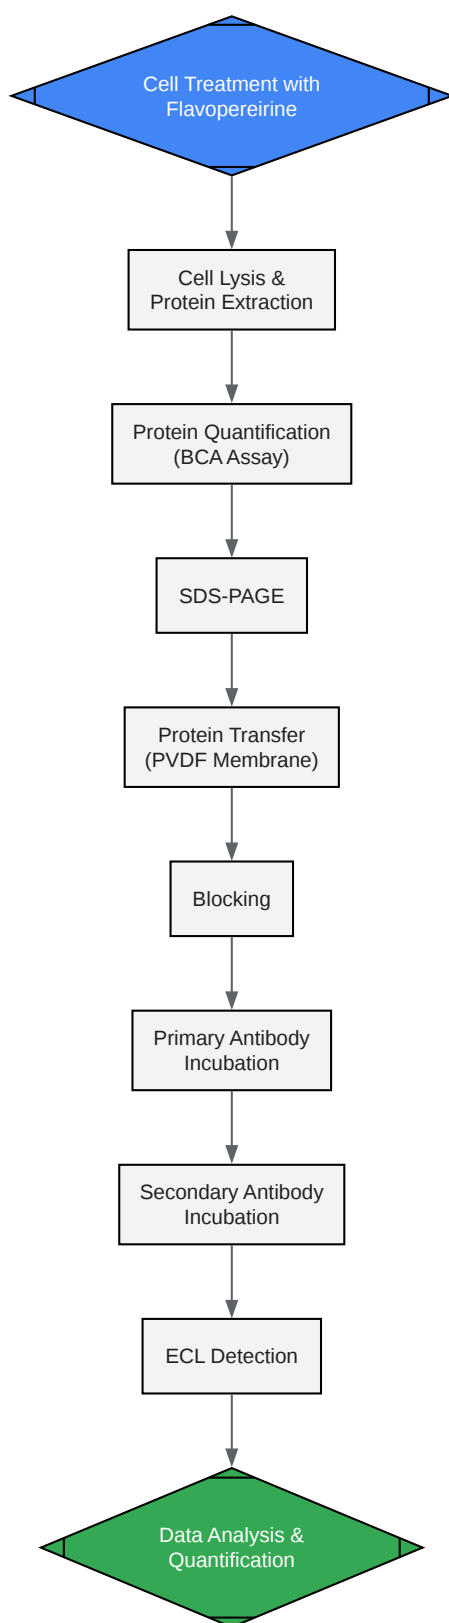 Cell Treatment with
Flavopereirine
Cell Lysis &
Protein Extraction
Protein Quantification
(BCA Assay)
SDS-PAGE
Protein Transfer
(PVDF Membrane)
Blocking
Primary Antibody
Incubation
Secondary Antibody
Incubation
ECL Detection
Data Analysis &
Quantification